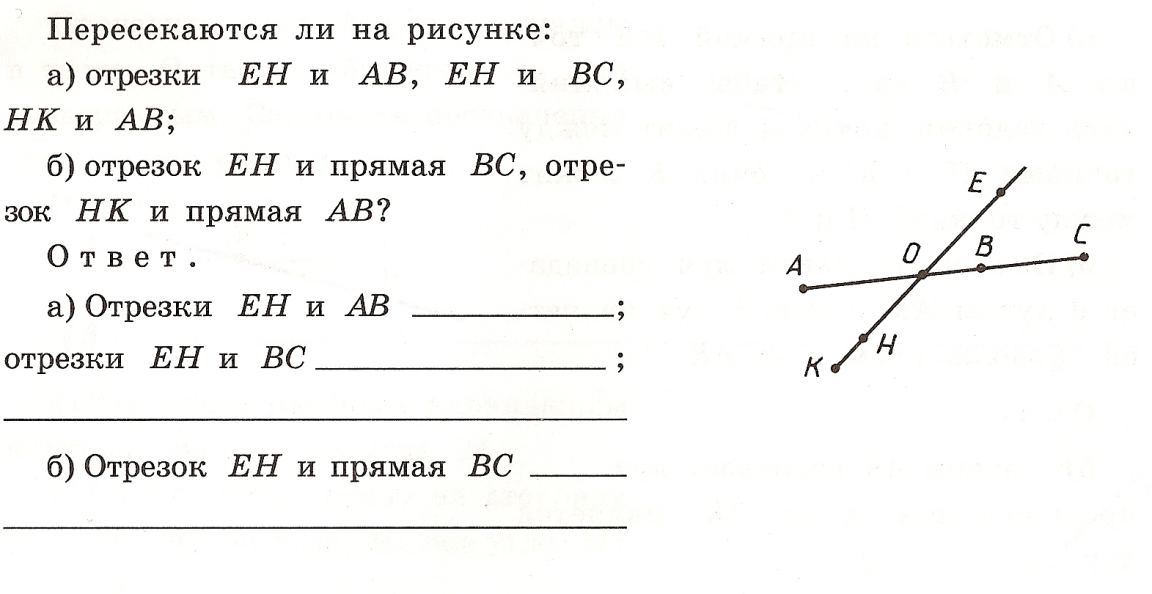 Пересекаются ли на рисунке:
а) отрезки EH и AB, EH и BC,
HK и AB;
б) отрезок EH и прямая BC, отре-
зок HK и прямая AB?
Ответ.
а) Отрезки EH и AB ;
отрезки EH и BC ;
б) Отрезок EH и прямая BC
E
C
B
O
A
H
K